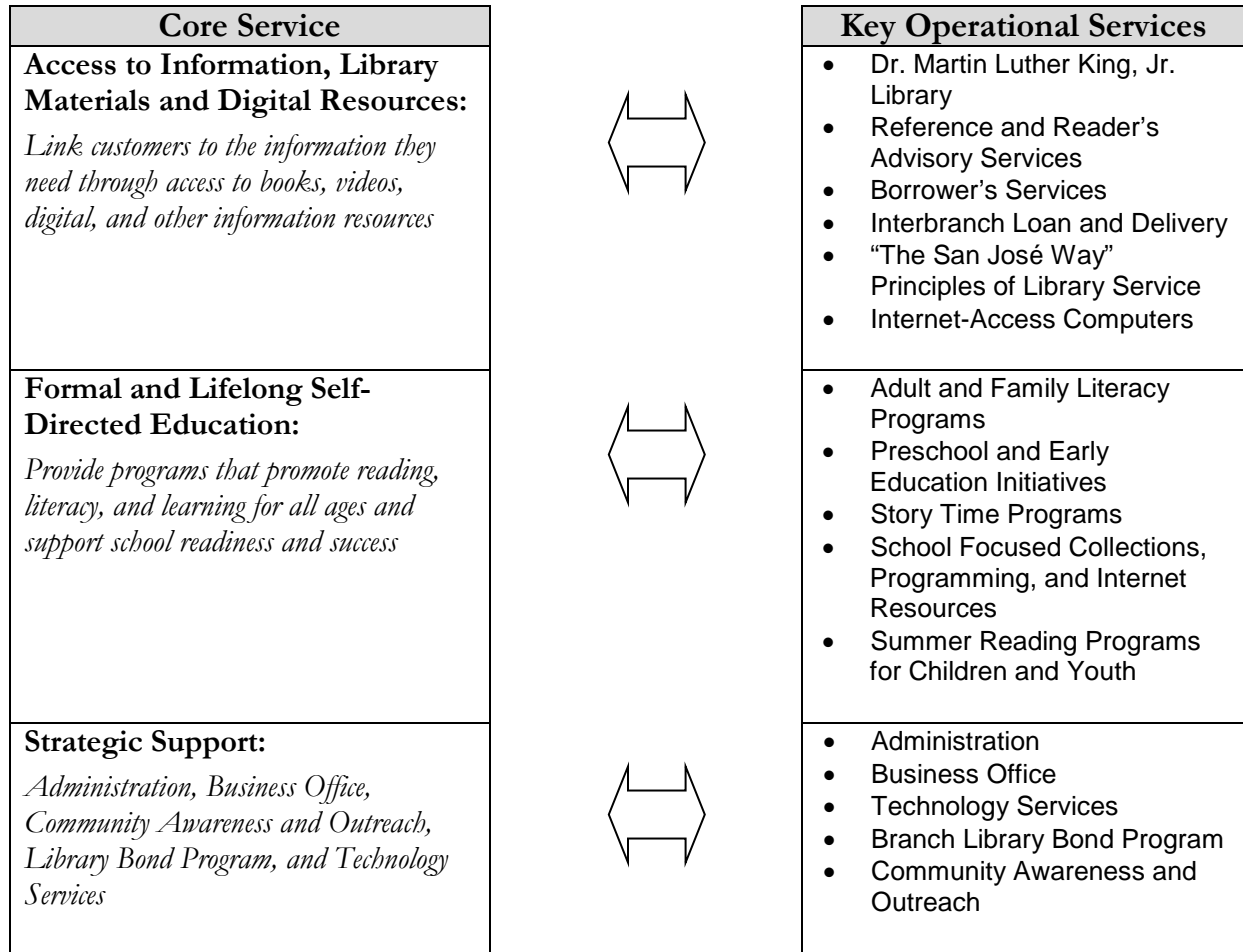 Core Service
Access to Information, Library
Materials and Digital Resources:
Link customers to the information they
need through access to books, videos,
digital, and other information resources
Key Operational Services
• Dr. Martin Luther King, Jr.
Library
• Reference and Reader’s
Advisory Services
• Borrower’s Services
• Interbranch Loan and Delivery
• “The San José Way”
Principles of Library Service
• Internet-Access Computers
Formal and Lifelong Self-
Directed Education:
Provide programs that promote reading,
literacy, and learning for all ages and
support school readiness and success
• Adult and Family Literacy
Programs
• Preschool and Early
Education Initiatives
• Story Time Programs
• School Focused Collections,
Programming, and Internet
Resources
• Summer Reading Programs
for Children and Youth
Strategic Support:
Administration, Business Office,
Community Awareness and Outreach,
Library Bond Program, and Technology
Services
• Administration
• Business Office
• Technology Services
• Branch Library Bond Program
• Community Awareness and
Outreach